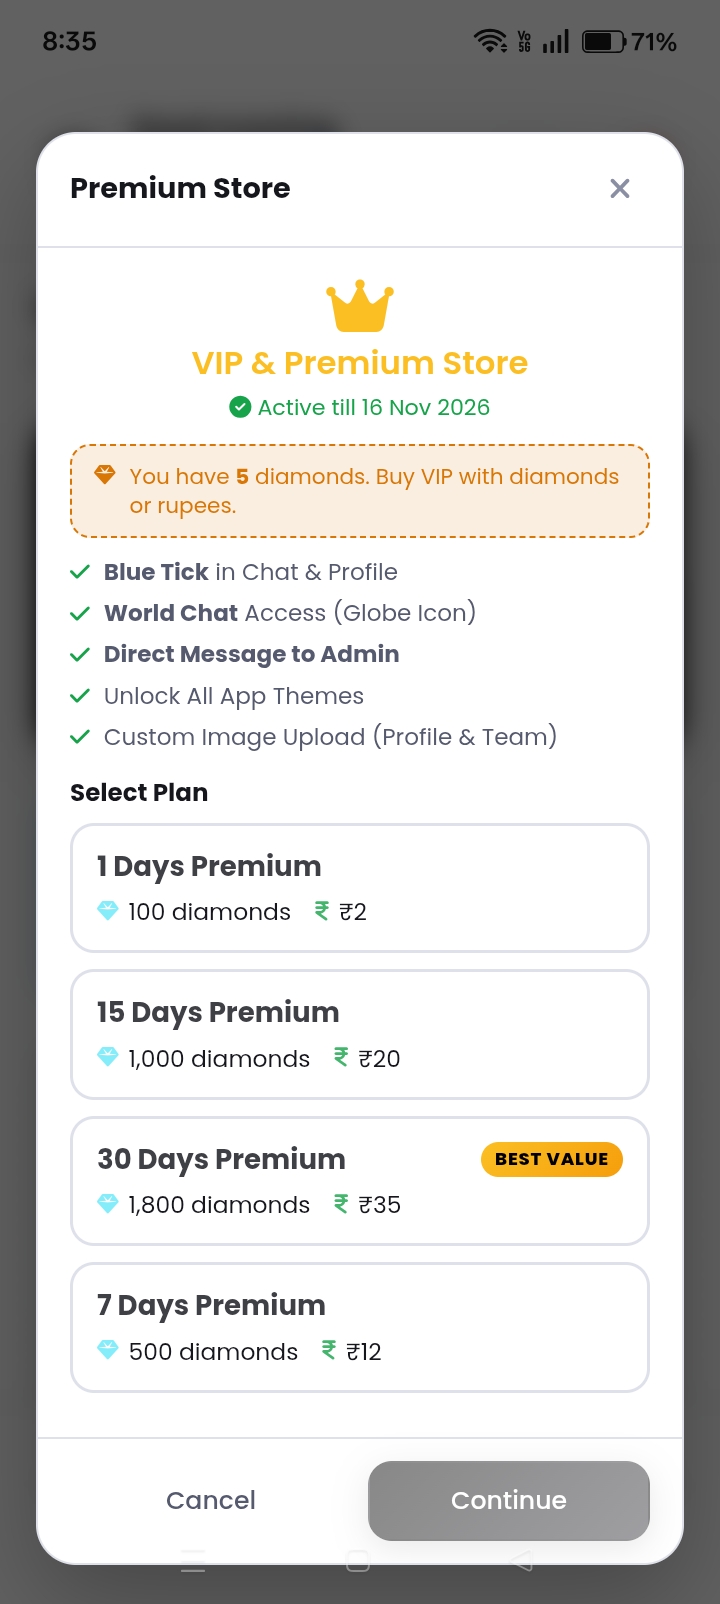 8:35
Vo
5G
71%
Premium Store
VIP & Premium Store
Active till 16 Nov 2026
You have 5 diamonds. Buy VIP with diamonds
or rupees.
Blue Tick in Chat & Profile
World Chat Access (Globe Icon)
Direct Message to Admin
Unlock All App Themes
Custom Image Upload (Profile & Team)
Select Plan
1 Days Premium
100 diamonds ₹ ₹2
15 Days Premium
1,000 diamonds ₹ ₹20
30 Days Premium BEST VALUE
1,800 diamonds ₹ ₹35
7 Days Premium
500 diamonds ₹ ₹12
Cancel Continue